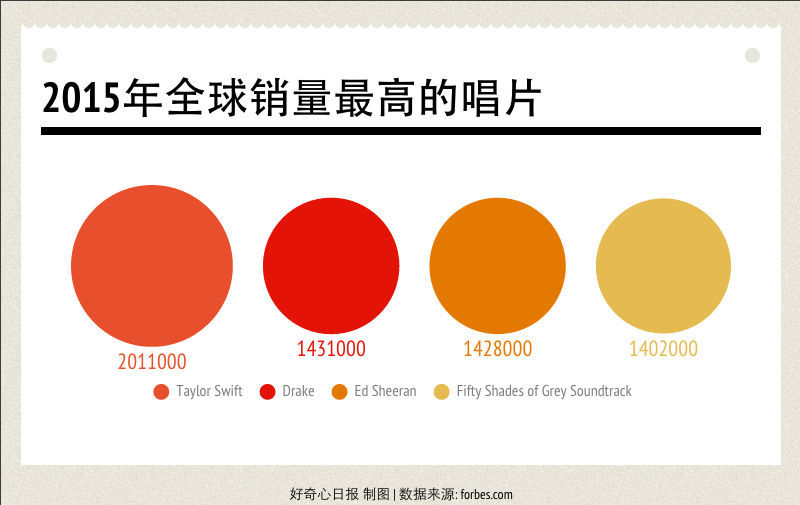 2015年全球销量最高的唱片
2011000
1431000
1428000
1402000
Taylor Swift
Drake
Ed Sheeran
Fifty Shades of Grey Soundtrack
好奇心日报 制图 | 数据来源: forbes.com